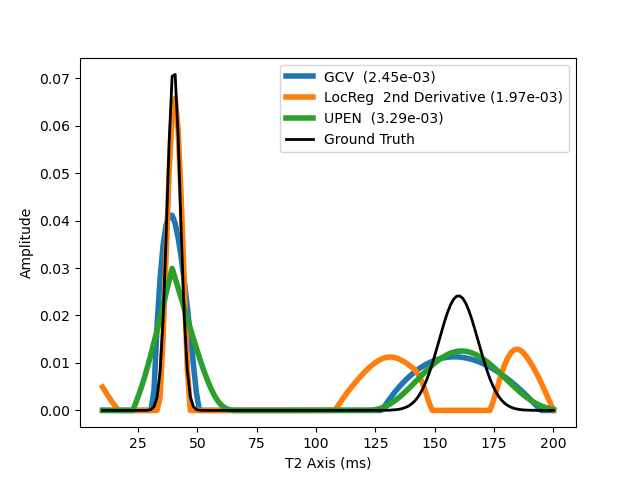 GCV (2.45e-03)
LocReg 2nd Derivative (1.97e-03)
UPEN (3.29e-03)
Ground Truth
0.07
0.06
0.05
0.04
0.03
0.02
0.01
0.00
Amplitude
25 50 75 100 125 150 175 200
T2 Axis (ms)